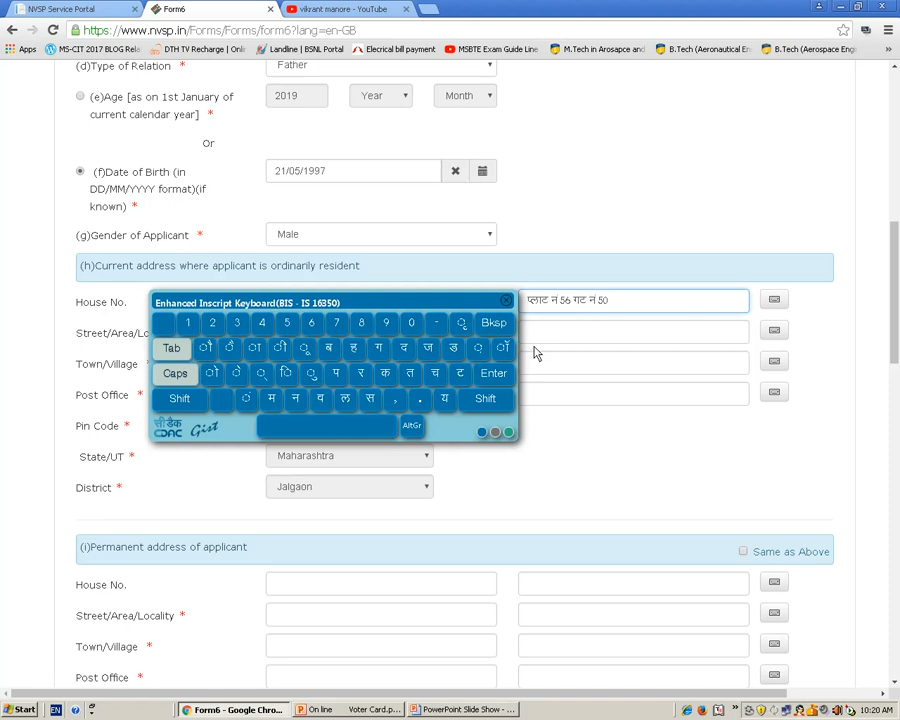 NVSP Service Portal
Form6
vikrant manore - YouTube
https://www.nvsp.in/Forms/Forms/form6?lang=en-GB
Apps
MS-CIT 2017 BLOG Rela
DTH TV Recharge | Onli
Landline | BSNL Portal
Elecrical bill payment
MSBTE Exam Guide Line
M.Tech in Arosapce and
B.Tech (Aeronautical En
B.Tech (Aerospace Eng
(d)Type of Relation *
Father
(e)Age [as on 1st January of
current calendar year] *
2019
Year
Month
Or
(f)Date of Birth (in
DD/MM/YYYY format)(if
known) *
21/05/1997
(g)Gender of Applicant *
Male
(h)Current address where applicant is ordinarily resident
House No.
प्लाट नं 56 गट नं 50
Enhanced Inscript Keyboard(BIS - IS 16350)
1 2 3 4 5 6 7 8 9 0 - ृ Bksp
Tab ौ ै ा ी ू ब ह ग द ज ड ़ ॉ
Caps ो े ् ि ु प र क त च ट Enter
Shift ं म न व ल स , . य Shift
सी डैक
CDAC Gist
AltGr
Street/Area/Lo
Town/Village *
Post Office *
Pin Code *
State/UT *
Maharashtra
District *
Jalgaon
(i)Permanent address of applicant
Same as Above
House No.
Street/Area/Locality *
Town/Village *
Post Office *
Start
EN
Form6 - Google Chro...
On line
Voter Card.p...
PowerPoint Slide Show - ...
10:20 AM